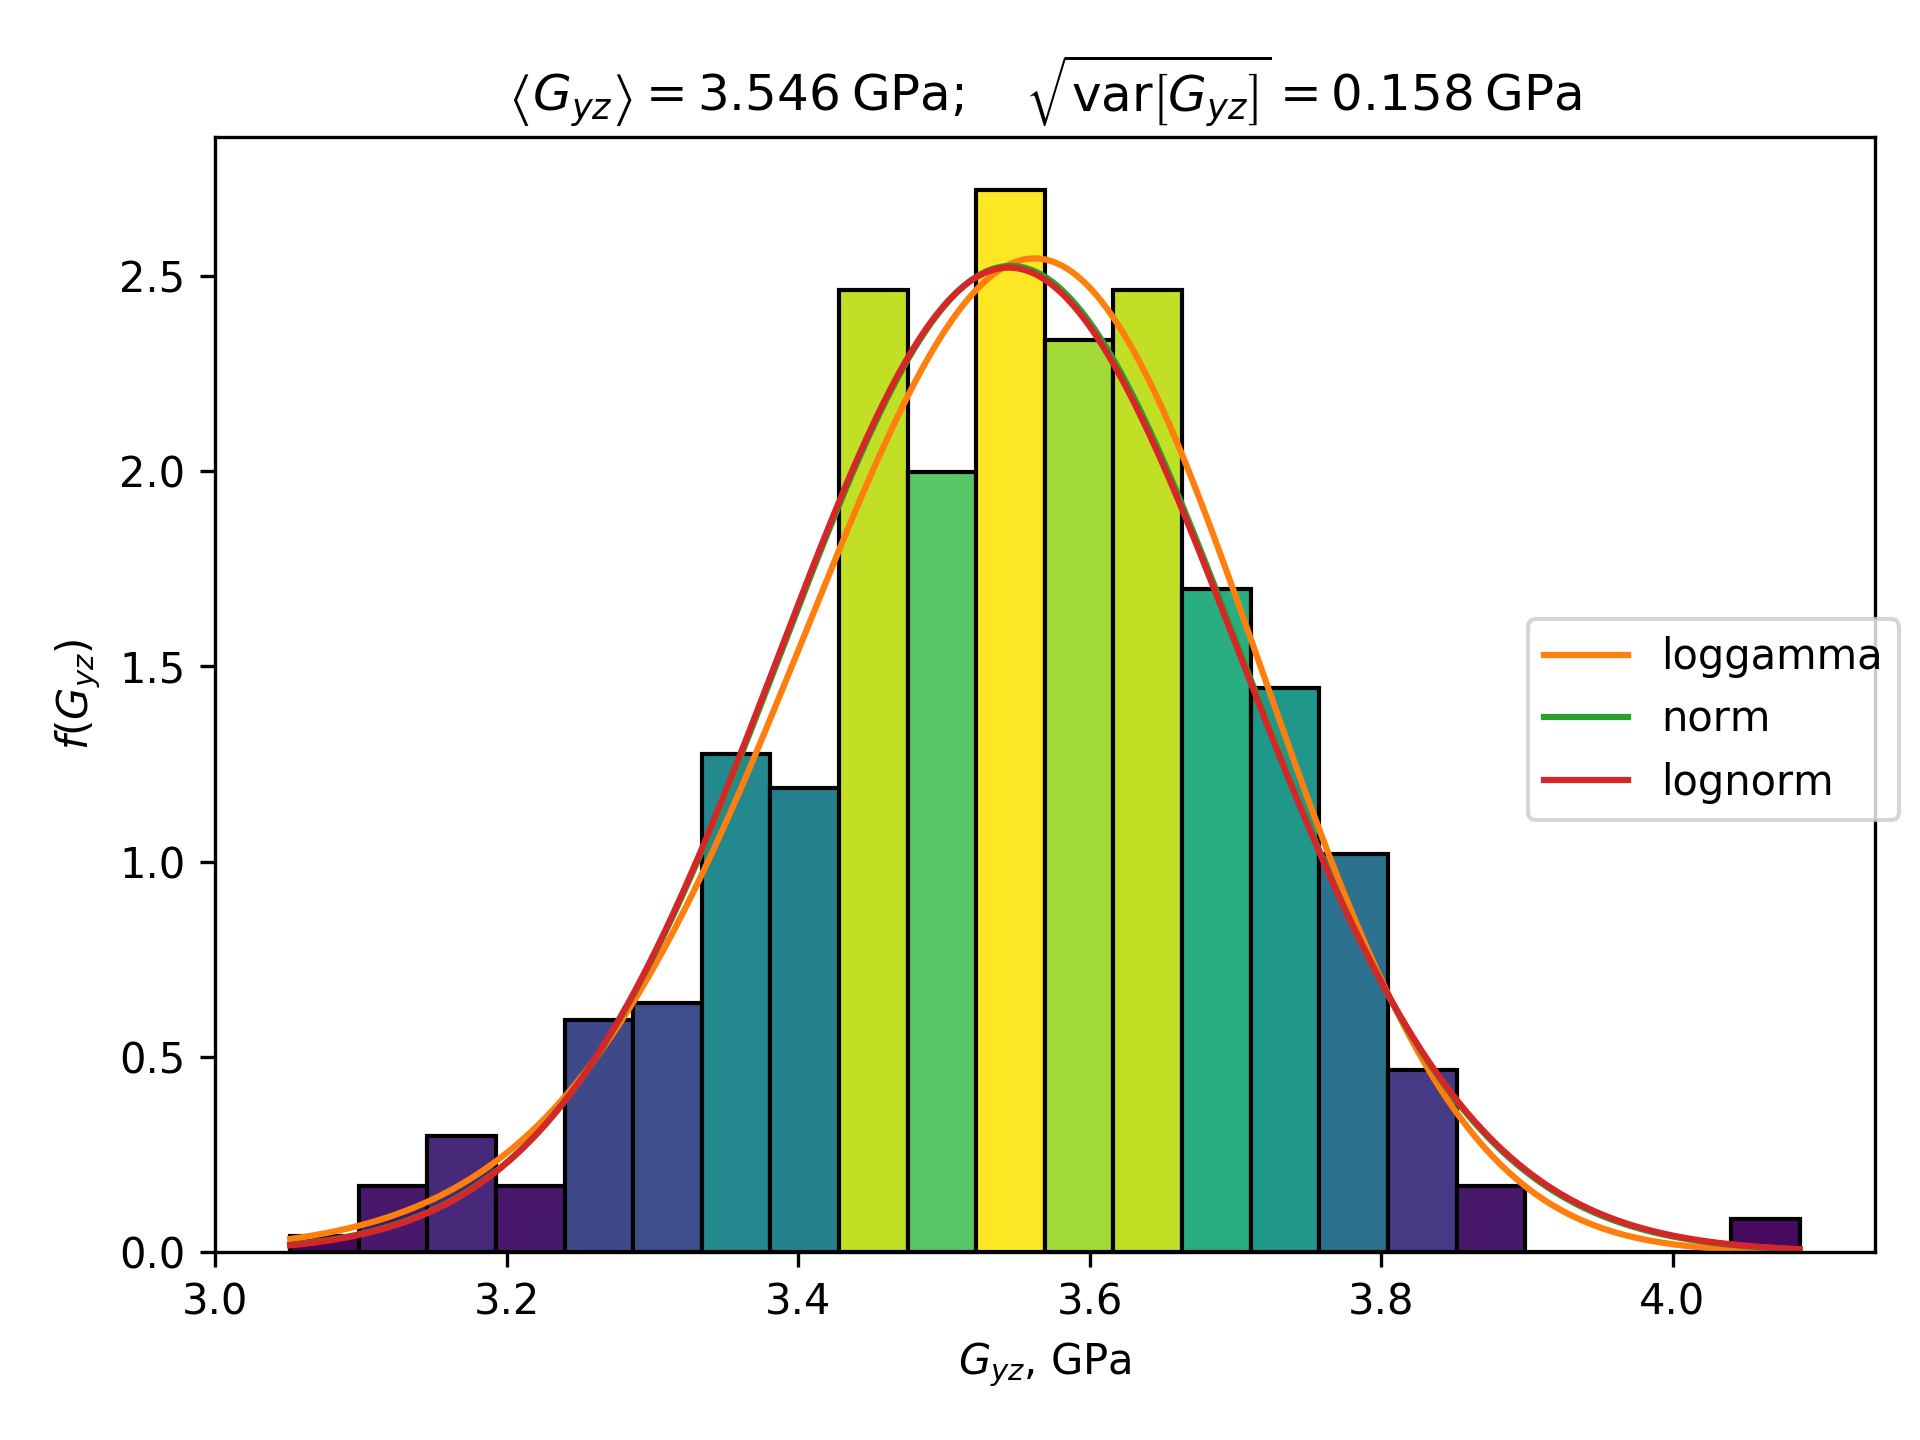 ⟨G_yz⟩ = 3.546 GPa;   √var[G_yz] = 0.158 GPa
f(G_yz)
2.5
2.0
1.5
1.0
0.5
0.0
loggamma
norm
lognorm
3.0 3.2 3.4 3.6 3.8 4.0
G_yz, GPa